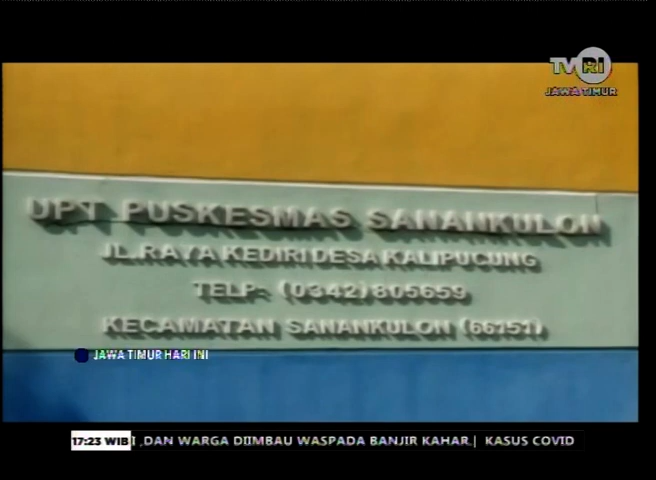 TVRI
JAWA TIMUR
UPT PUSKESMAS SANANKULON
JL.RAYA KEDIRI DESA KALIPUCUNG
TELP: (0342)805659
KECAMATAN SANANKULON (66151)
JAWA TIMUR HARI INI
17:23 WIB I ,DAN WARGA DIIMBAU WASPADA BANJIR KAHAR.| KASUS COVID